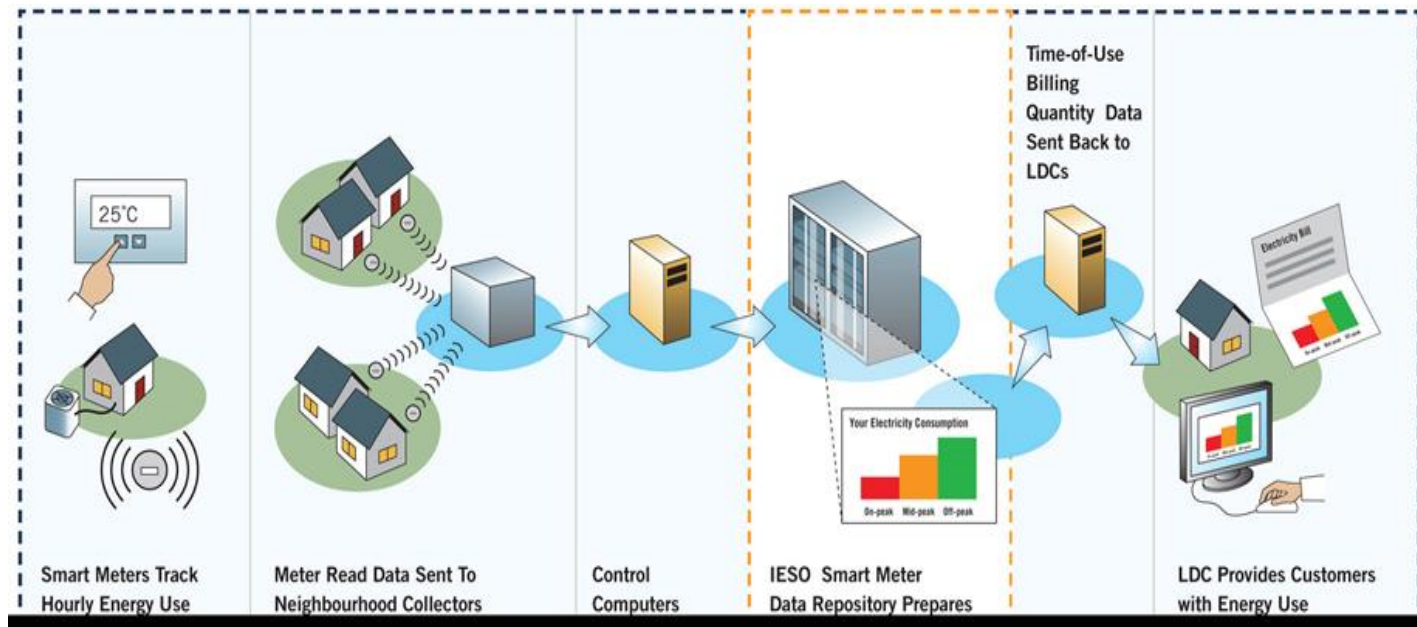 Time-of-Use
Billing
Quantity Data
Sent Back to
LDCs
25°C
Electricity Bill
Your Electricity Consumption
On-peak Mid-peak Off-peak
Smart Meters Track
Hourly Energy Use
Meter Read Data Sent To
Neighbourhood Collectors
Control
Computers
IESO Smart Meter
Data Repository Prepares
LDC Provides Customers
with Energy Use